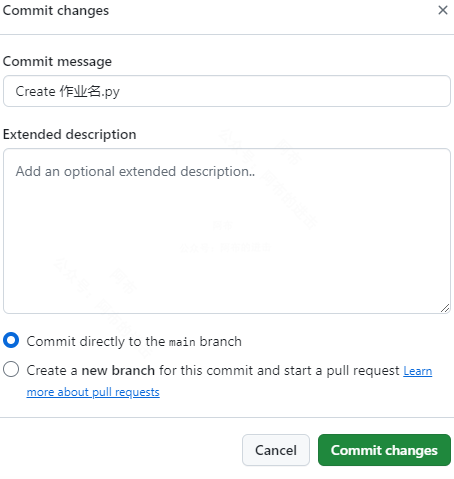 Commit changes
Commit message
Create 作业名.py
Extended description
Add an optional extended description..
Commit directly to the main branch
Create a new branch for this commit and start a pull request Learn
more about pull requests
Cancel
Commit changes